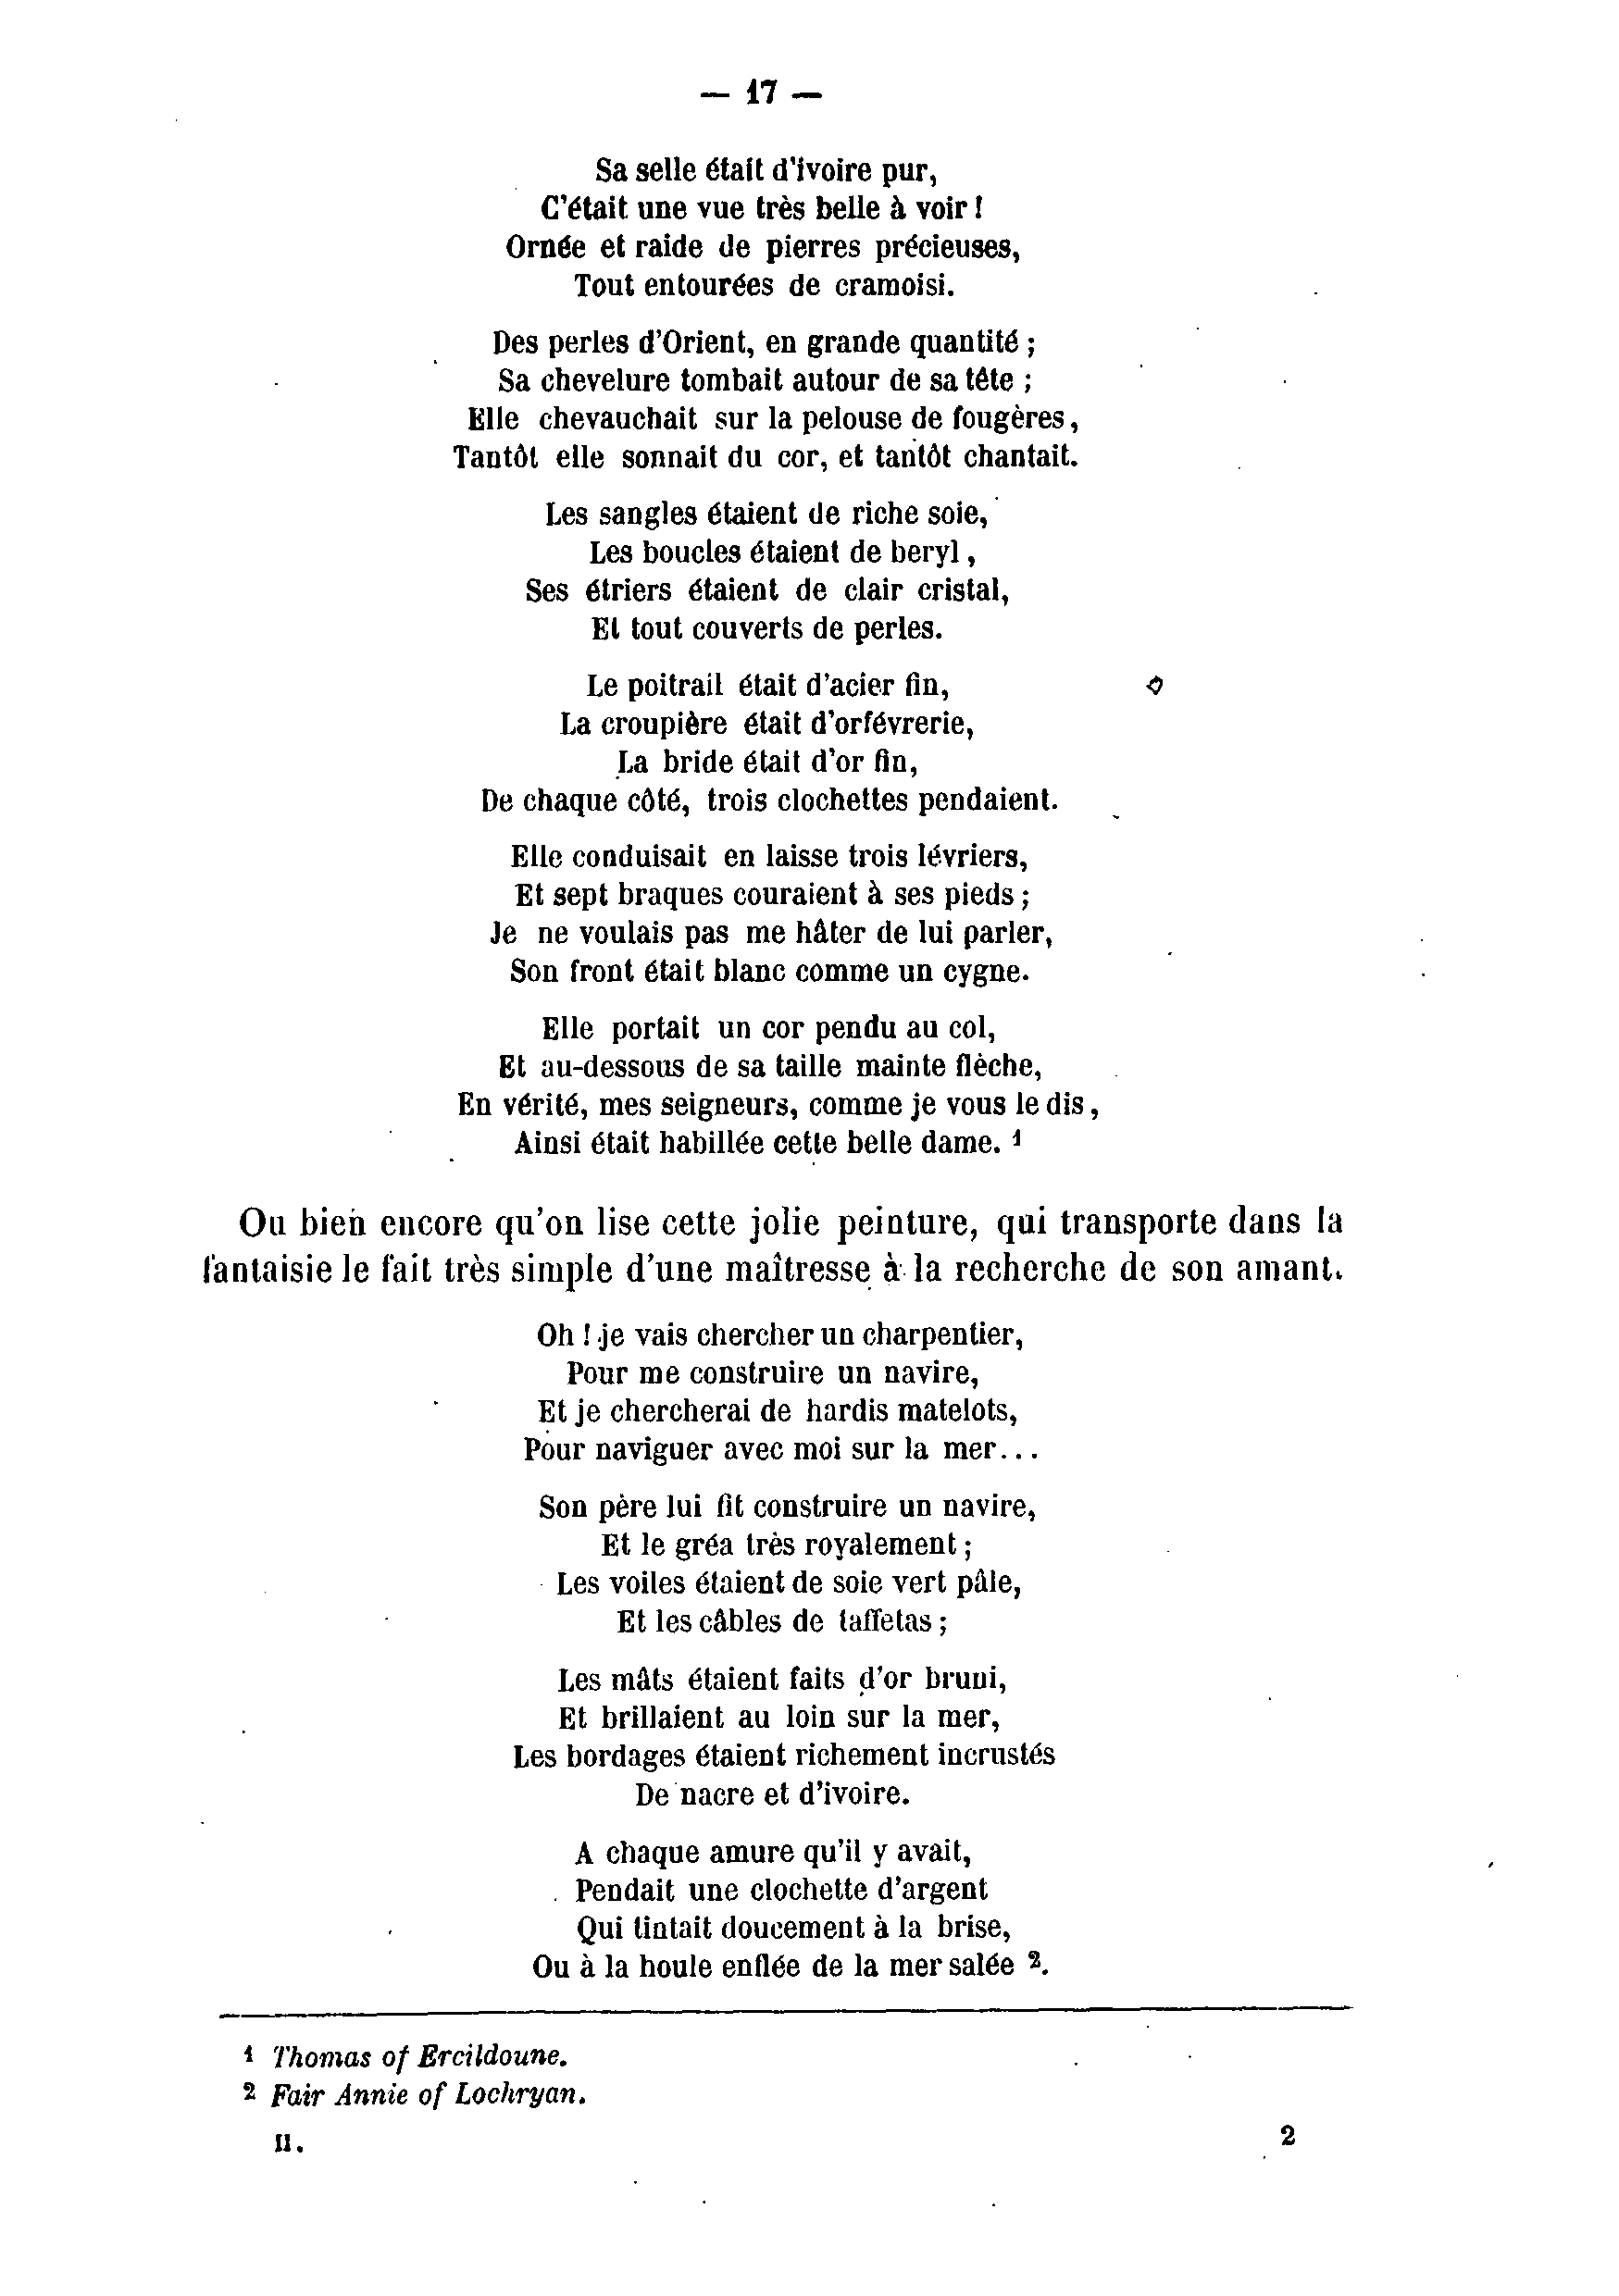 — 17 —
Sa selle était d'ivoire pur,
C'était une vue très belle à voir !
Ornée et raide de pierres précieuses,
Tout entourées de cramoisi.
Des perles d'Orient, en grande quantité ;
Sa chevelure tombait autour de sa tête ;
Elle chevauchait sur la pelouse de fougères,
Tantôt elle sonnait du cor, et tantôt chantait.
Les sangles étaient de riche soie,
Les boucles étaient de beryl,
Ses étriers étaient de clair cristal,
Et tout couverts de perles.
Le poitrail était d'acier fin,
La croupière était d'orfévrerie,
La bride était d'or fin,
De chaque côté, trois clochettes pendaient.
Elle conduisait en laisse trois lévriers,
Et sept braques couraient à ses pieds ;
Je ne voulais pas me hâter de lui parler,
Son front était blanc comme un cygne.
Elle portait un cor pendu au col,
Et au-dessous de sa taille mainte flèche,
En vérité, mes seigneurs, comme je vous le dis,
Ainsi était habillée cette belle dame. 1
Ou bien encore qu'on lise cette jolie peinture, qui transporte dans la
fantaisie le fait très simple d'une maîtresse à la recherche de son amant.
Oh ! je vais chercher un charpentier,
Pour me construire un navire,
Et je chercherai de hardis matelots,
Pour naviguer avec moi sur la mer...
Son père lui fit construire un navire,
Et le gréa très royalement ;
Les voiles étaient de soie vert pâle,
Et les câbles de taffetas ;
Les mâts étaient faits d'or bruni,
Et brillaient au loin sur la mer,
Les bordages étaient richement incrustés
De nacre et d'ivoire.
A chaque amure qu'il y avait,
Pendait une clochette d'argent
Qui tintait doucement à la brise,
Ou à la houle enflée de la mer salée 2.
1 Thomas of Ercildoune.
2 Fair Annie of Lochryan.
II. 2